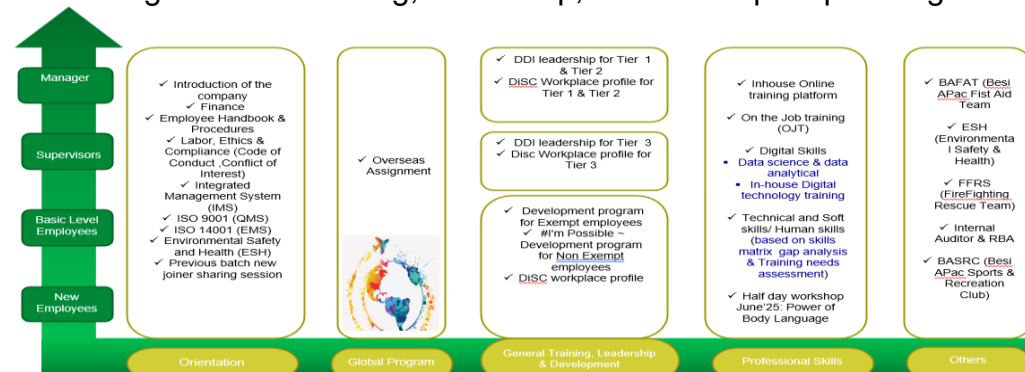 Manager
Supervisors
Basic Level
Employees
New
Employees
✓ Introduction of the
company
✓ Finance
✓ Employee Handbook &
Procedures
✓ Labor, Ethics &
Compliance (Code of
Conduct ,Conflict of
Interest)
✓ Integrated
Management System
(IMS)
✓ ISO 9001 (QMS)
✓ ISO 14001 (EMS)
✓ Environmental Safety
and Health (ESH)
✓ Previous batch new
joiner sharing session
Orientation
✓ Overseas
Assignment
Global Program
✓ DDI leadership for Tier 1
& Tier 2
✓ DiSC Workplace profile for
Tier 1 & Tier 2
✓ DDI leadership for Tier 3
✓ Disc Workplace profile for
Tier 3
✓ Development program
for Exempt employees
✓ #I'm Possible ~
Development program
for Non Exempt
employees
✓ DiSC workplace profile
General Training, Leadership
& Development
✓ Inhouse Online
training platform
✓ On the Job training
(OJT)
✓ Digital Skills
▪ Data science & data
analytical
▪ In-house Digital
technology training
✓ Technical and Soft
skills/ Human skills
(based on skills
matrix gap analysis
& Training needs
assessment)
✓ Half day workshop
June'25: Power of
Body Language
Professional Skills
✓ BAFAT (Besi
APac Fist Aid
Team
✓ ESH
(Environmenta
l Safety &
Health)
✓ FFRS
(FireFighting
Rescue Team)
✓ Internal
Auditor & RBA
✓ BASRC (Besi
APac Sports &
Recreation
Club)
Others